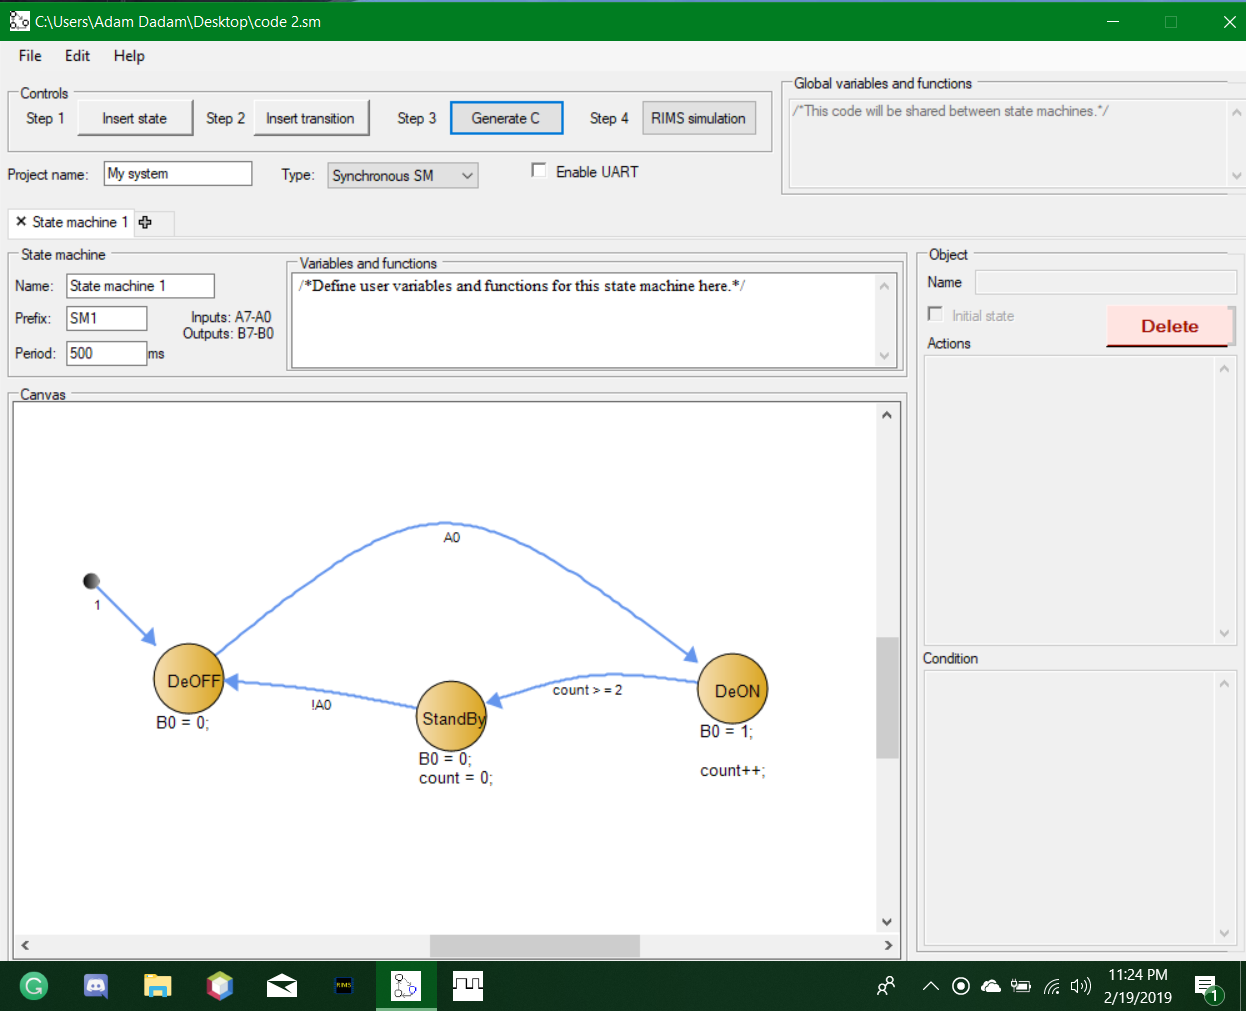 C:\Users\Adam Dadam\Desktop\code 2.sm
File Edit Help
Controls
Step 1 Insert state Step 2 Insert transition Step 3 Generate C Step 4 RIMS simulation
Global variables and functions
/*This code will be shared between state machines.*/
Project name: My system Type: Synchronous SM Enable UART
State machine 1
State machine
Name: State machine 1
Prefix: SM1
Inputs: A7-A0
Outputs: B7-B0
Period: 500 ms
Variables and functions
/*Define user variables and functions for this state machine here.*/
Object
Name
Initial state
Delete
Actions
Condition
Canvas
A0
1
DeOFF
B0 = 0;
!A0
StandBy
B0 = 0;
count = 0;
count > = 2
DeON
B0 = 1;
count++;
G
RIMS
11:24 PM
2/19/2019
1